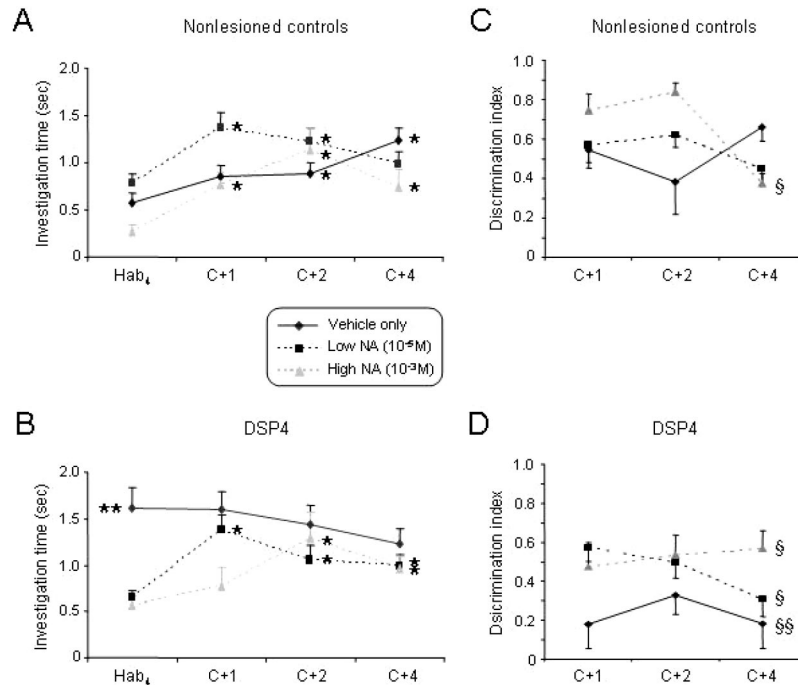 A
Nonlesioned controls
Investigation time (sec)
2.0
1.5
1.0
0.5
0
★
★
★
★
★
★
Hab₄
C+1
C+2
C+4
C
Nonlesioned controls
Discrimination index
1.0
0.8
0.6
0.4
0.2
0
§
C+1
C+2
C+4
Vehicle only
Low NA (10⁻⁵M)
High NA (10⁻³M)
B
DSP4
Investigation time (sec)
2.0
1.5
1.0
0.5
0
★★
★
★
★
★
★
Hab₄
C+1
C+2
C+4
D
DSP4
Dsicrimination index
1.0
0.8
0.6
0.4
0.2
0
§
§
§§
C+1
C+2
C+4